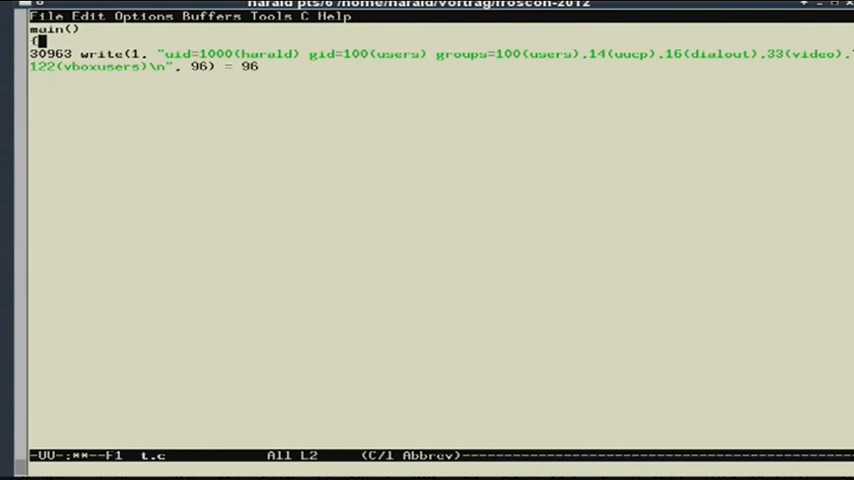 harald pts/6 /home/harald/vortrag/froscon-2012
File Edit Options Buffers Tools C Help
main()
{
30963 write(1, "uid=1000(harald) gid=100(users) groups=100(users),14(uucp),16(dialout),33(video),\
122(vboxusers)\n", 96) = 96
-UU-:**--F1  t.c            All L2     (C/l Abbrev)------------------------------------------------